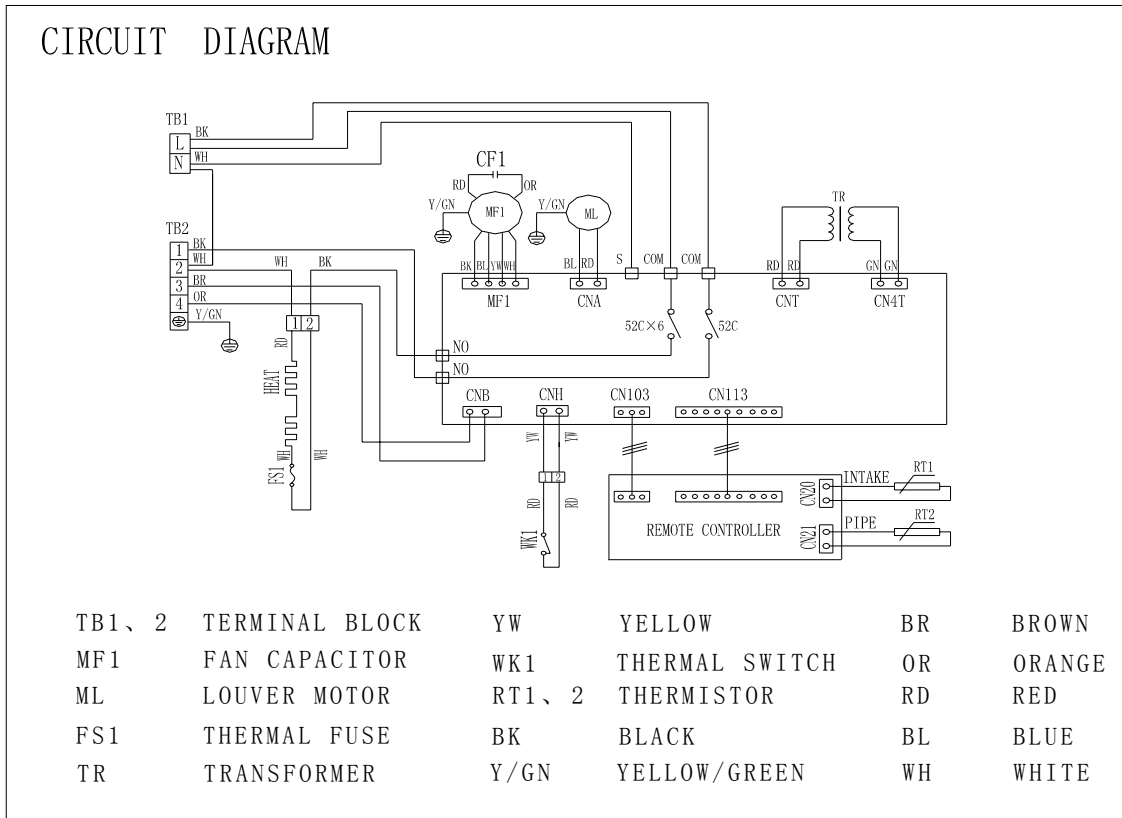 CIRCUIT DIAGRAM
TB1
L
BK
N
WH
TB2
1
BK
WH
2
3
BR
4
OR
Y/GN
WH
BK
1 2
RD
HEAT
WH
WH
FS1
CF1
RD
OR
Y/GN
MF1
BK BL YW WH
MF1
Y/GN
ML
BL RD
CNA
S
COM
COM
52C×6
52C
TR
RD RD
CNT
GN GN
CN4T
NO
NO
CNB
CNH
CN103
CN113
YW
YW
1 2
RD
RD
WK1
REMOTE CONTROLLER
CN20
INTAKE
RT1
CN21
PIPE
RT2
TB1、2 TERMINAL BLOCK YW YELLOW BR BROWN
MF1 FAN CAPACITOR WK1 THERMAL SWITCH OR ORANGE
ML LOUVER MOTOR RT1、2 THERMISTOR RD RED
FS1 THERMAL FUSE BK BLACK BL BLUE
TR TRANSFORMER Y/GN YELLOW/GREEN WH WHITE